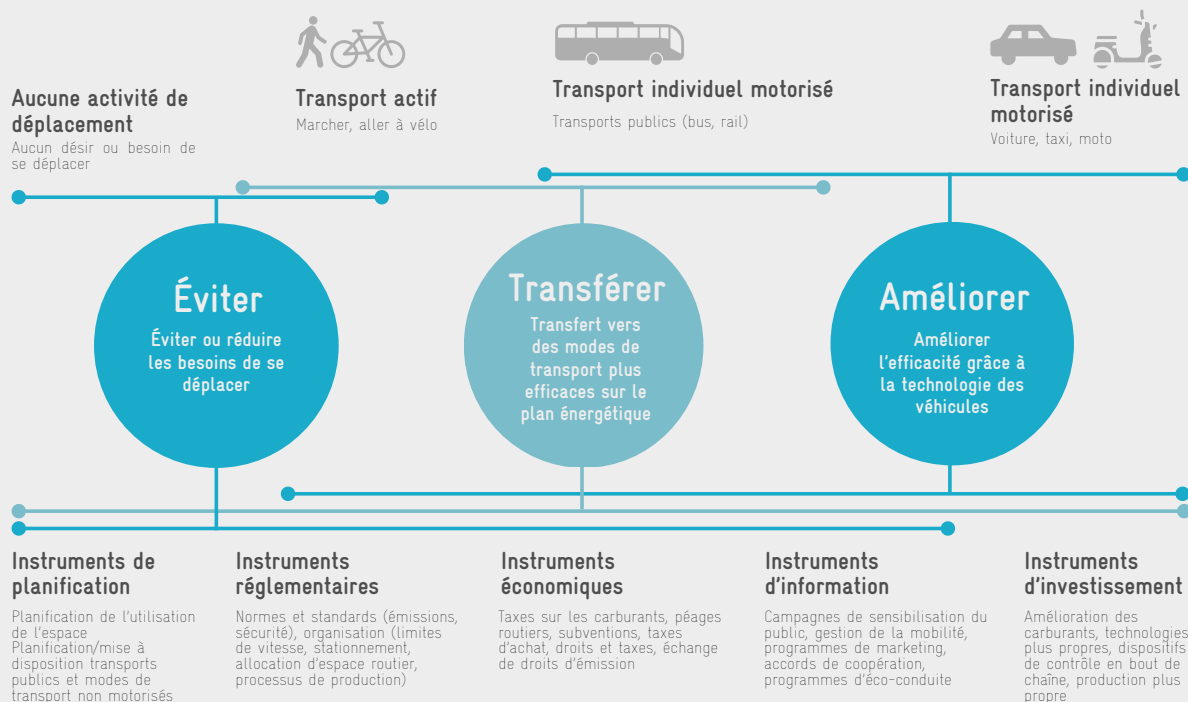 Aucune activité de
déplacement
Aucun désir ou besoin de
se déplacer
Transport actif
Marcher, aller à vélo
Transport individuel motorisé
Transports publics (bus, rail)
Transport individuel
motorisé
Voiture, taxi, moto
Éviter
Éviter ou réduire
les besoins de se
déplacer
Transférer
Transfert vers
des modes de
transport plus
efficaces sur le
plan énergétique
Améliorer
Améliorer
l'efficacité grâce à
la technologie des
véhicules
Instruments de
planification
Planification de l'utilisation
de l'espace
Planification/mise à
disposition transports
publics et modes de
transport non motorisés
Instruments
réglementaires
Normes et standards (émissions,
sécurité), organisation (limites
de vitesse, stationnement,
allocation d'espace routier,
processus de production)
Instruments
économiques
Taxes sur les carburants, péages
routiers, subventions, taxes
d'achat, droits et taxes, échange
de droits d'émission
Instruments
d'information
Campagnes de sensibilisation du
public, gestion de la mobilité,
programmes de marketing,
accords de coopération,
programmes d'éco-conduite
Instruments
d'investissement
Amélioration des
carburants, technologies
plus propres, dispositifs
de contrôle en bout de
chaîne, production plus
propre